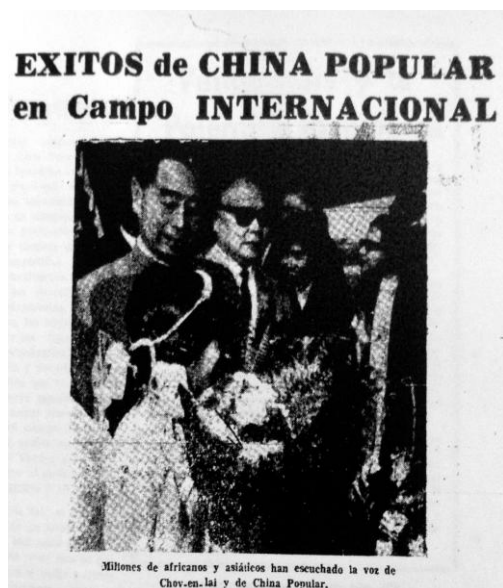 EXITOS de CHINA POPULAR
en Campo INTERNACIONAL
Millones de africanos y asiáticos han escuchado la voz de
Chov-en-lai y de China Popular.